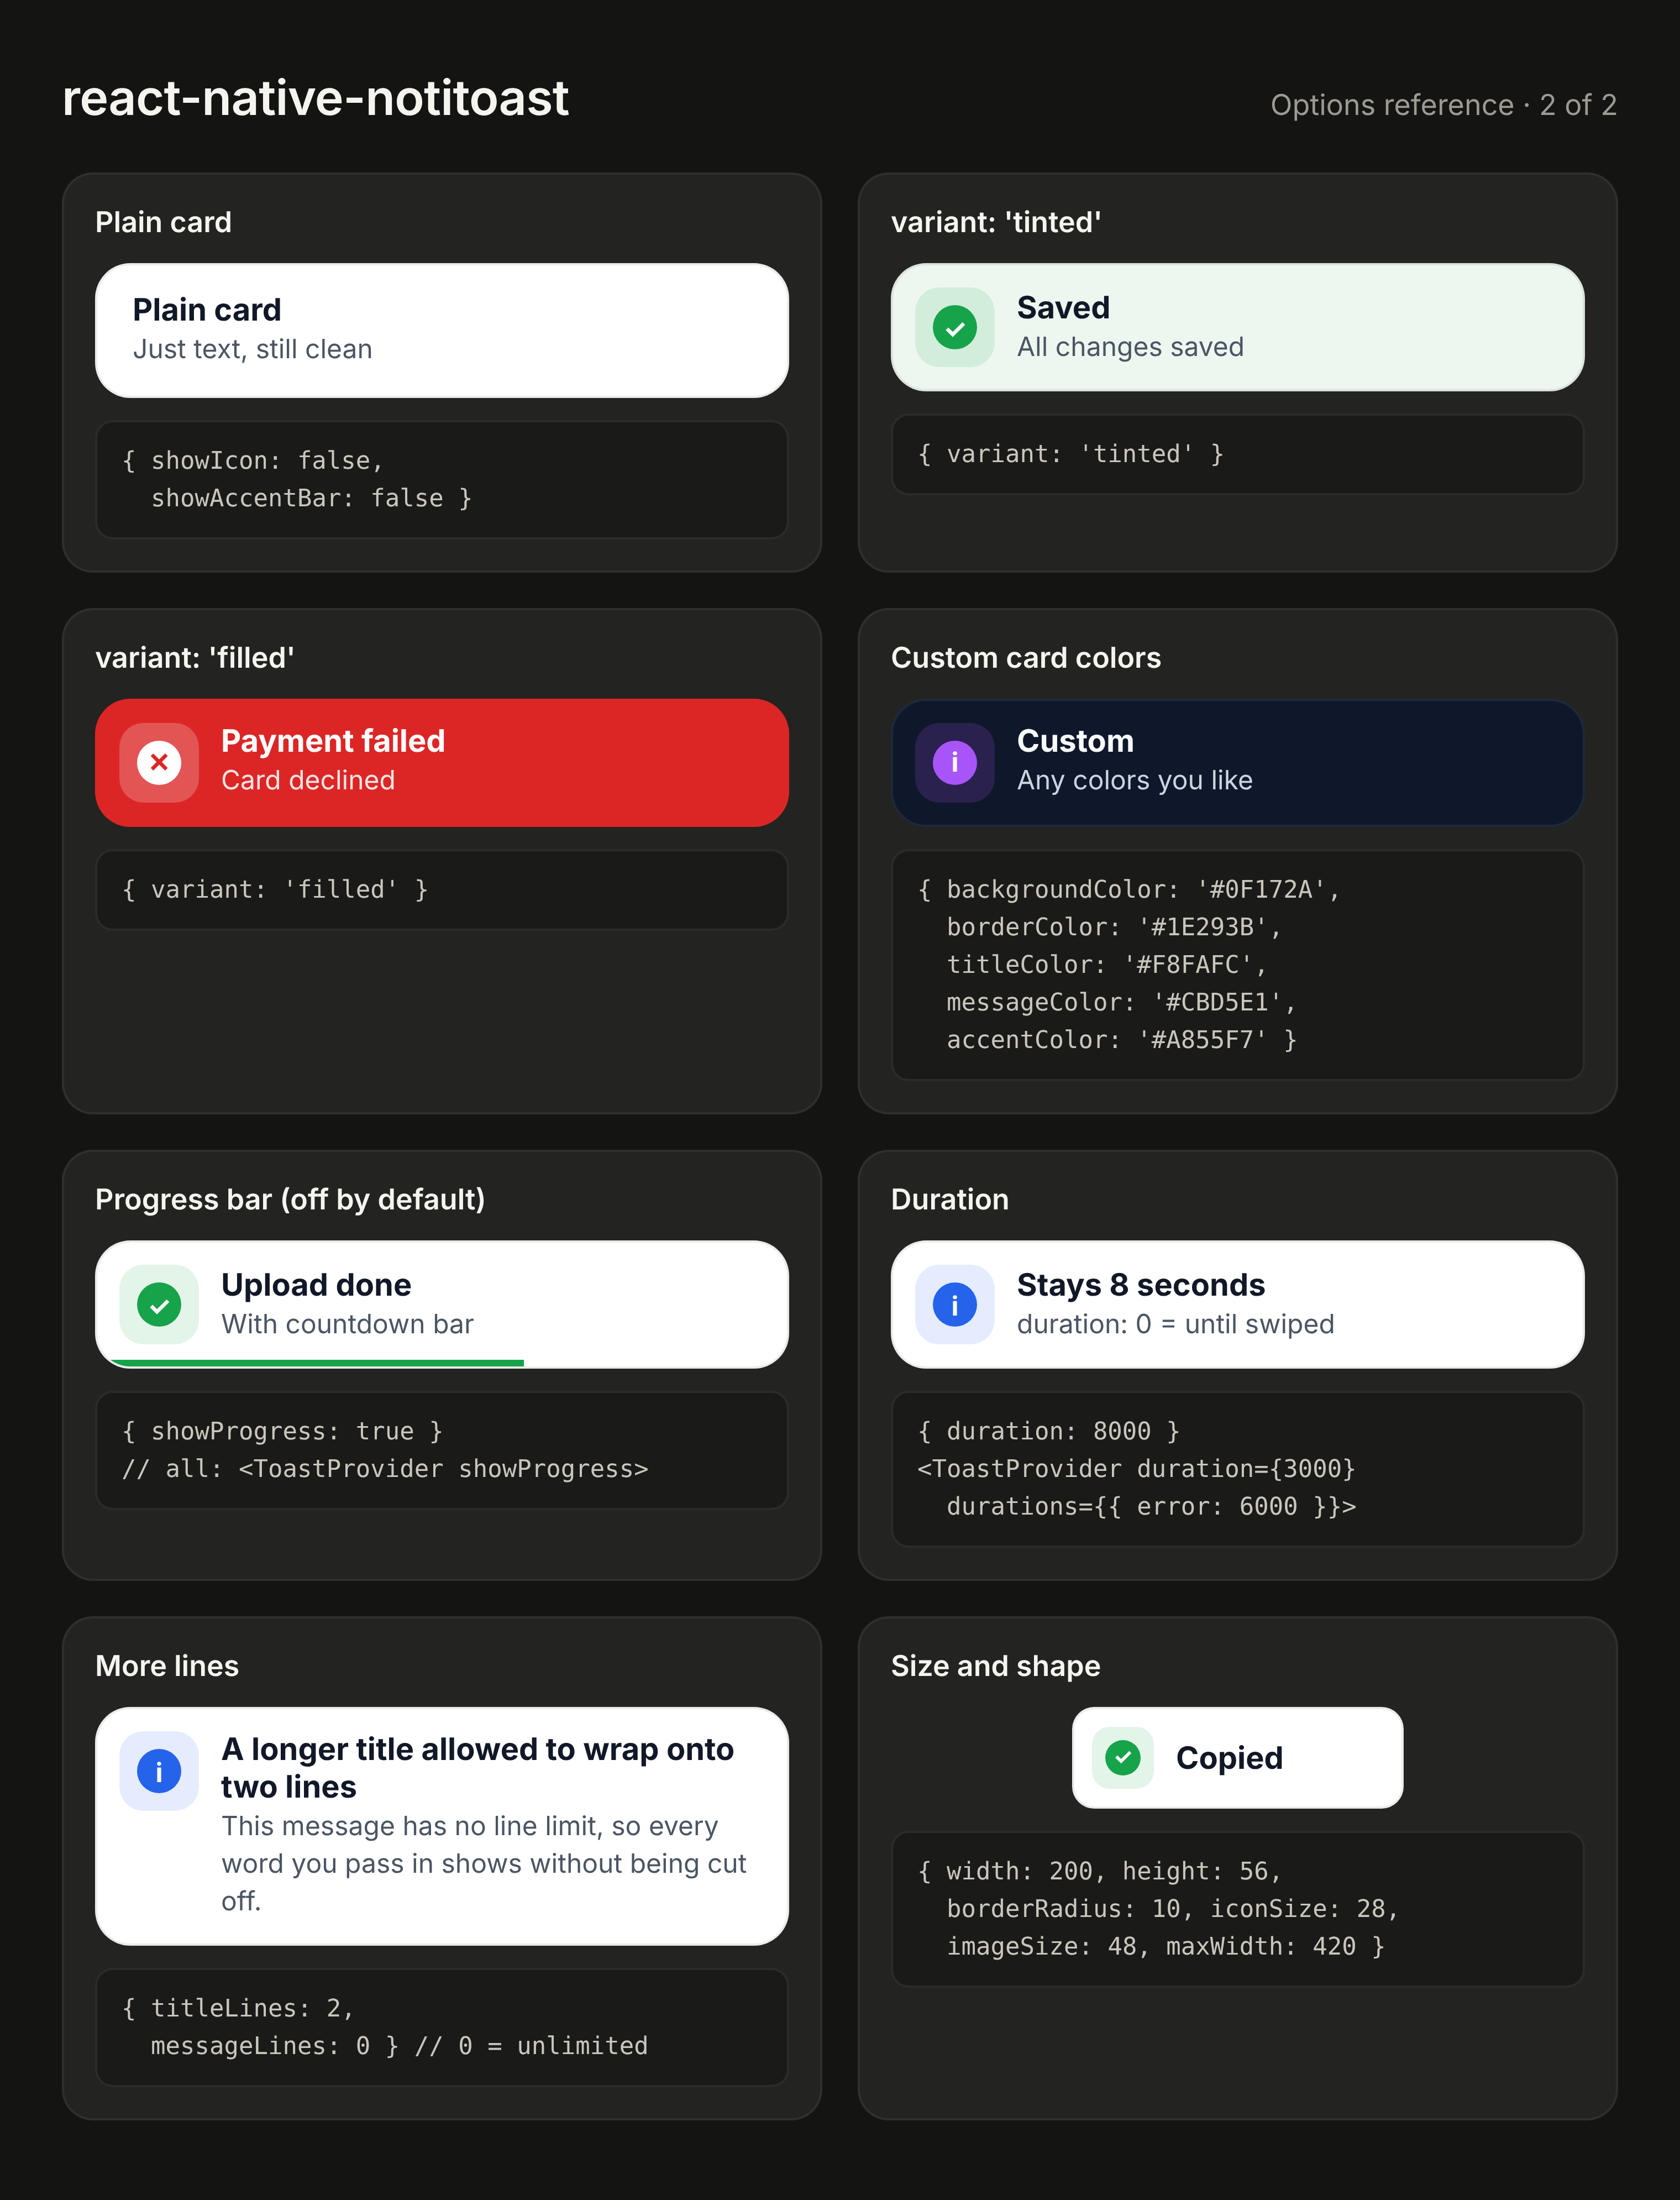 react-native-notitoast
Options reference · 2 of 2
Plain card
Plain card
Just text, still clean
{ showIcon: false,
  showAccentBar: false }
variant: 'tinted'
Saved
All changes saved
{ variant: 'tinted' }
variant: 'filled'
Payment failed
Card declined
{ variant: 'filled' }
Custom card colors
i
Custom
Any colors you like
{ backgroundColor: '#0F172A',
  borderColor: '#1E293B',
  titleColor: '#F8FAFC',
  messageColor: '#CBD5E1',
  accentColor: '#A855F7' }
Progress bar (off by default)
Upload done
With countdown bar
{ showProgress: true }
// all: <ToastProvider showProgress>
Duration
i
Stays 8 seconds
duration: 0 = until swiped
{ duration: 8000 }
<ToastProvider duration={3000}
  durations={{ error: 6000 }}>
More lines
i
A longer title allowed to wrap onto
two lines
This message has no line limit, so every
word you pass in shows without being cut
off.
{ titleLines: 2,
  messageLines: 0 } // 0 = unlimited
Size and shape
Copied
{ width: 200, height: 56,
  borderRadius: 10, iconSize: 28,
  imageSize: 48, maxWidth: 420 }